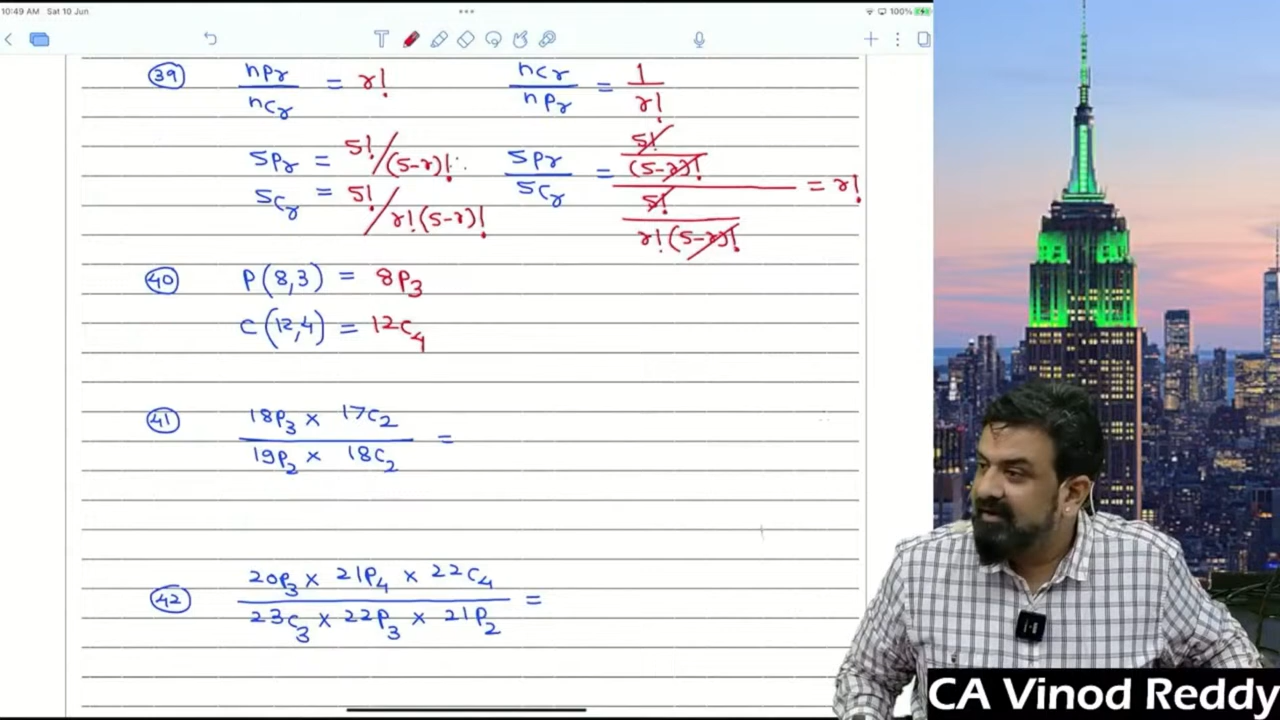 10:49 AM Sat 10 Jun
100%
T
39 nPr / nCr = r! nCr / nPr = 1 / r!
5Pr = 5!/(5-r)! ∴ 5Pr / 5Cr = 5! / (5-r)! / 5! / r!(5-r)! = r!
5Cr = 5!/r!(5-r)!
40 P(8,3) = 8P3
C(12,4) = 12C4
41 18P3 × 17C2 / 19P2 × 18C2 =
42 20P3 × 21P4 × 22C4 / 23C3 × 22P3 × 21P2 =
CA Vinod Reddy